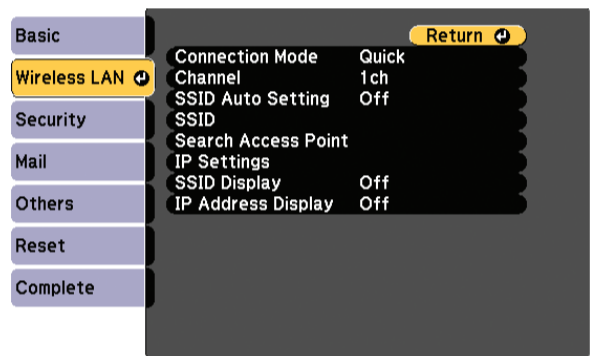 Basic
Wireless LAN
Security
Mail
Others
Reset
Complete
Return
Connection Mode Quick
Channel 1ch
SSID Auto Setting Off
SSID
Search Access Point
IP Settings
SSID Display Off
IP Address Display Off